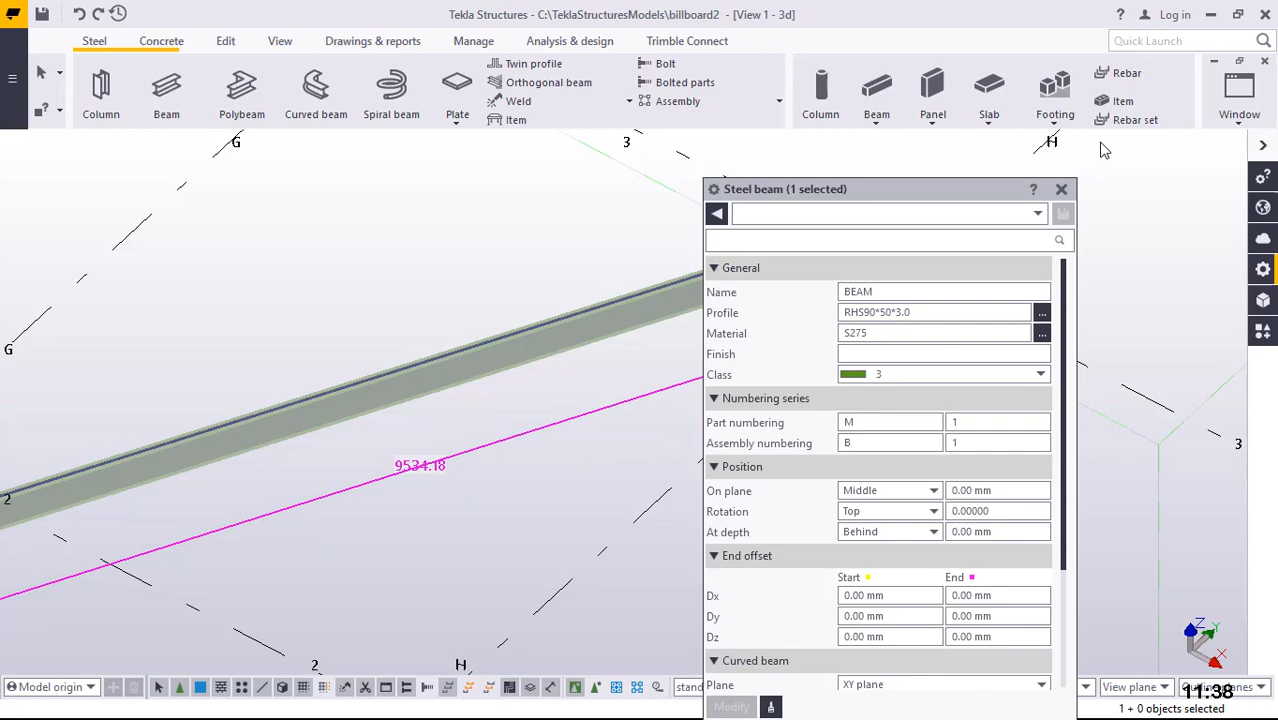 Tekla Structures - C:\TeklaStructuresModels\billboard2 - [View 1 - 3d]
? Log in
Steel Concrete Edit View Drawings & reports Manage Analysis & design Trimble Connect
Quick Launch
Twin profile
Orthogonal beam
Weld
Item
Bolt
Bolted parts
Assembly
Rebar
Item
Rebar set
Column Beam Polybeam Curved beam Spiral beam Plate
Column Beam Panel Slab Footing
Window
G 3 H
Steel beam (1 selected) ?
General
Name BEAM
Profile RHS90*50*3.0 ...
Material S275 ...
Finish
Class 3
Numbering series
Part numbering M 1
Assembly numbering B 1
Position
On plane Middle 0.00 mm
Rotation Top 0.00000
At depth Behind 0.00 mm
End offset
Start End
Dx 0.00 mm 0.00 mm
Dy 0.00 mm 0.00 mm
Dz 0.00 mm 0.00 mm
Curved beam
Plane XY plane
Modify
G
3
9534.18
2
2 H
Z Y X
Model origin
stand
View plane
Outline planes
11:38
1 + 0 objects selected